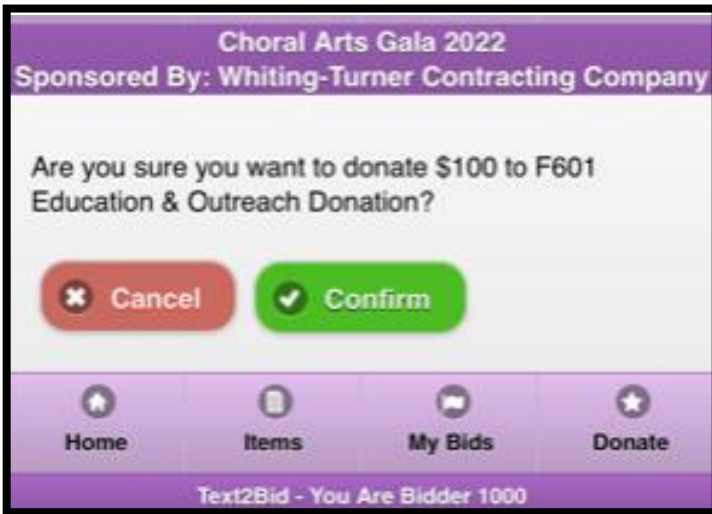 Choral Arts Gala 2022
Sponsored By: Whiting-Turner Contracting Company
Are you sure you want to donate $100 to F601
Education & Outreach Donation?
Cancel
Confirm
Home
Items
My Bids
Donate
Text2Bid - You Are Bidder 1000